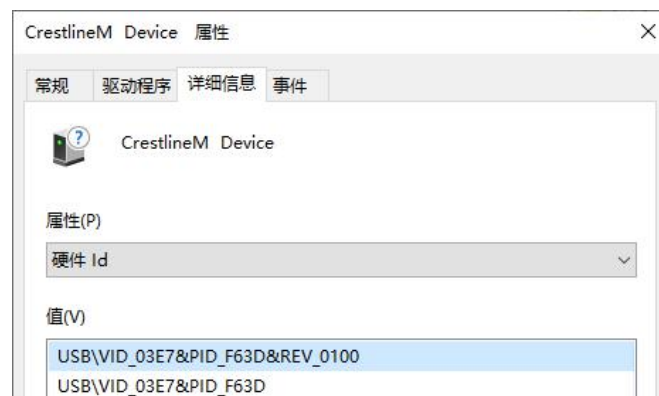 CrestlineM Device 属性
常规 驱动程序 详细信息 事件
CrestlineM Device
属性(P)
硬件 Id
值(V)
USB\VID_03E7&PID_F63D&REV_0100
USB\VID_03E7&PID_F63D